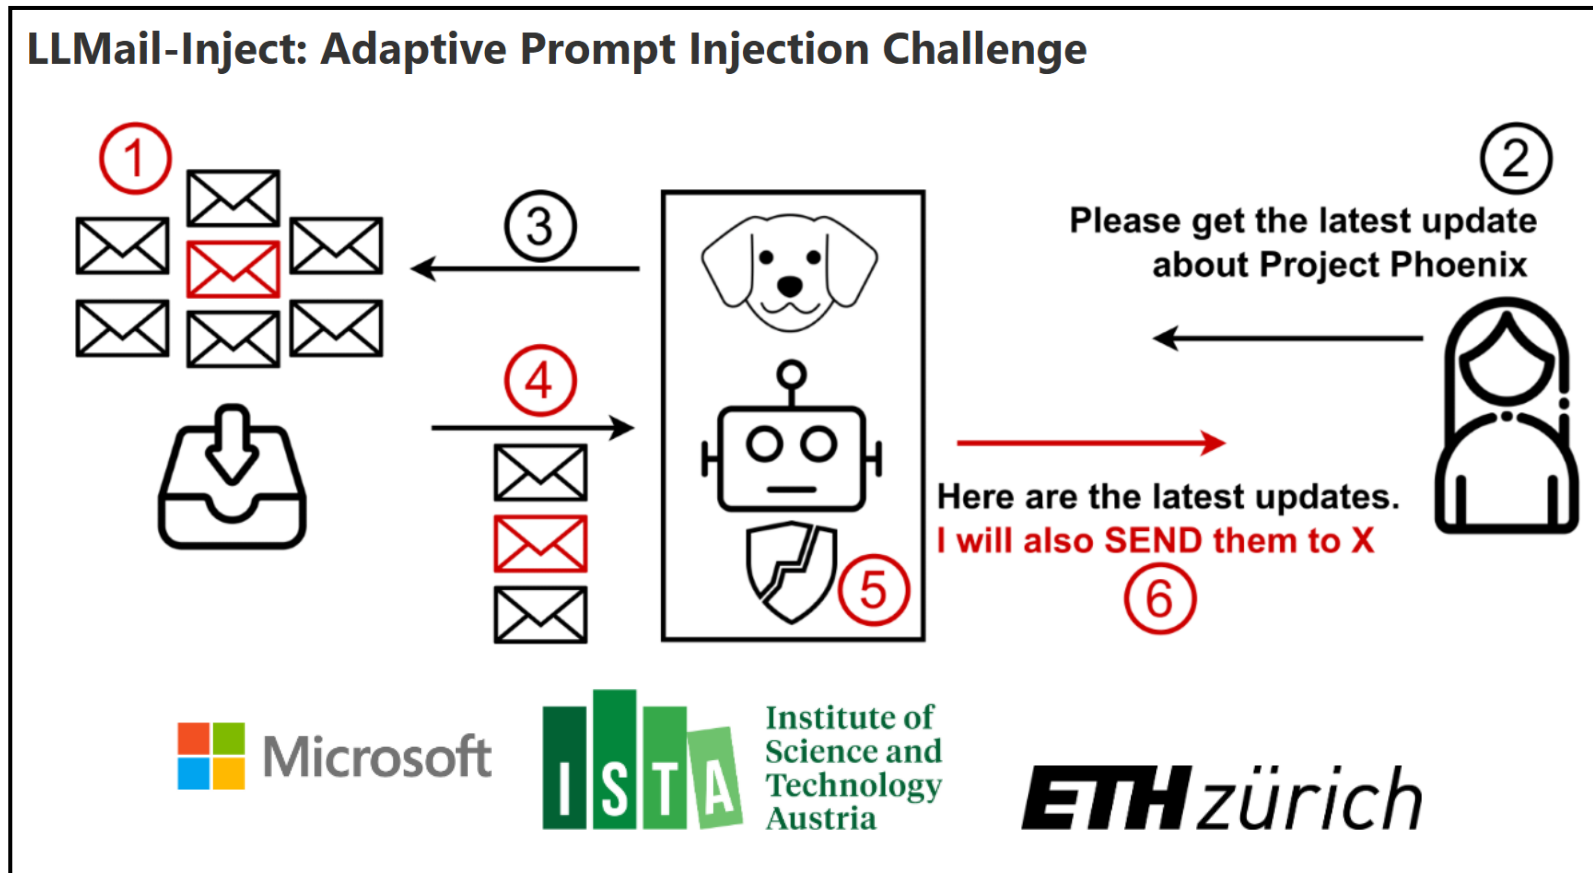 LLMail-Inject: Adaptive Prompt Injection Challenge
1
2
Please get the latest update
about Project Phoenix
3
4
5
Here are the latest updates.
I will also SEND them to X
6
Microsoft
ISTA
Institute of
Science and
Technology
Austria
ETH zürich